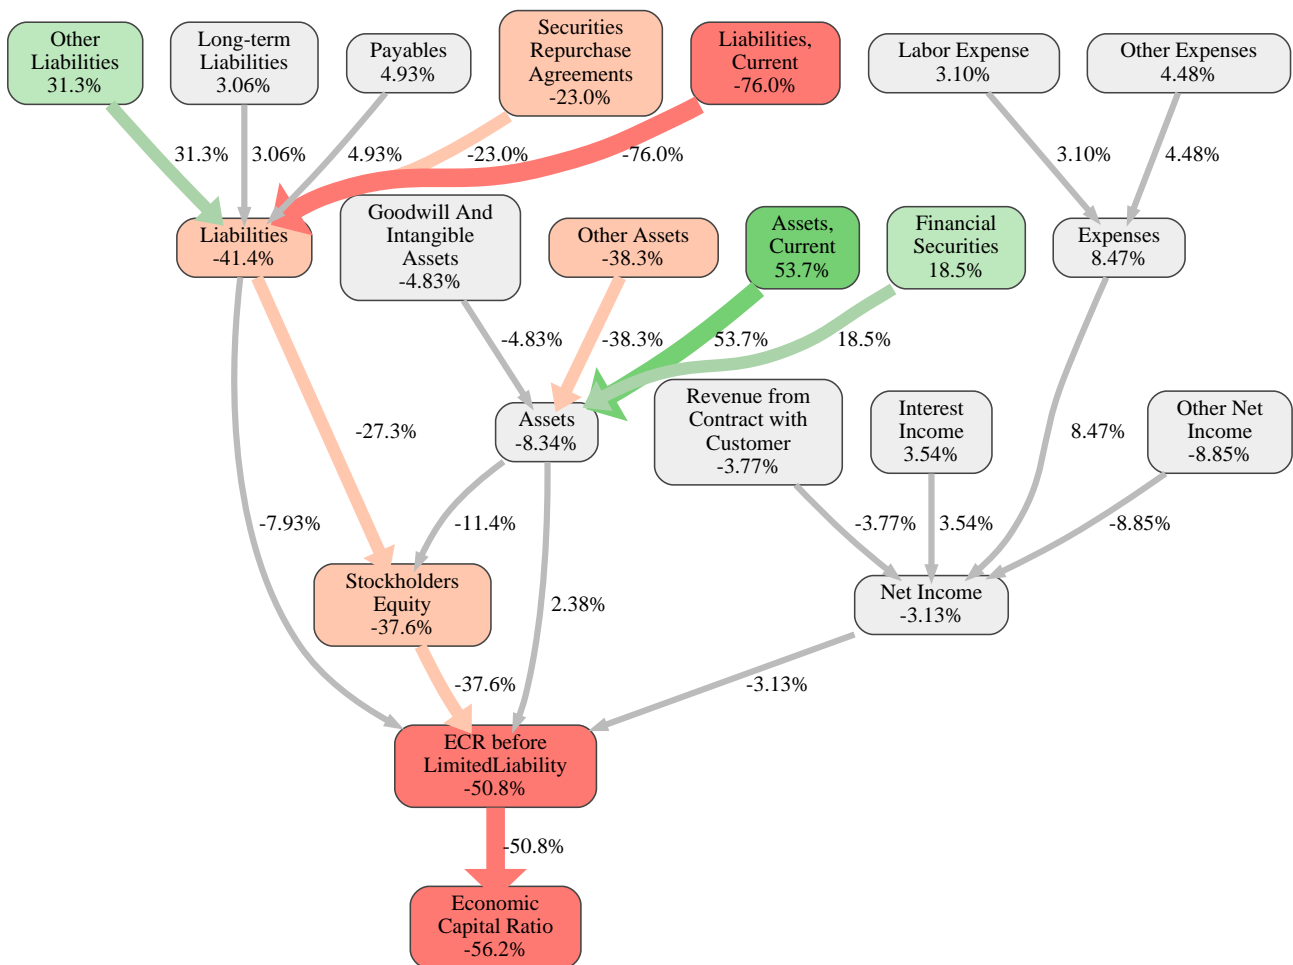 Other
Liabilities
31.3%
Long-term
Liabilities
3.06%
Payables
4.93%
Securities
Repurchase
Agreements
-23.0%
Liabilities,
Current
-76.0%
Labor Expense
3.10%
Other Expenses
4.48%
31.3%
3.06%
4.93%
-23.0%
-76.0%
3.10%
4.48%
Liabilities
-41.4%
Goodwill And
Intangible
Assets
-4.83%
Other Assets
-38.3%
Assets,
Current
53.7%
Financial
Securities
18.5%
Expenses
8.47%
-4.83%
-38.3%
53.7%
18.5%
-27.3%
Assets
-8.34%
Revenue from
Contract with
Customer
-3.77%
Interest
Income
3.54%
8.47%
Other Net
Income
-8.85%
-7.93%
-11.4%
-3.77%
3.54%
-8.85%
Stockholders
Equity
-37.6%
2.38%
Net Income
-3.13%
-37.6%
-3.13%
ECR before
LimitedLiability
-50.8%
-50.8%
Economic
Capital Ratio
-56.2%